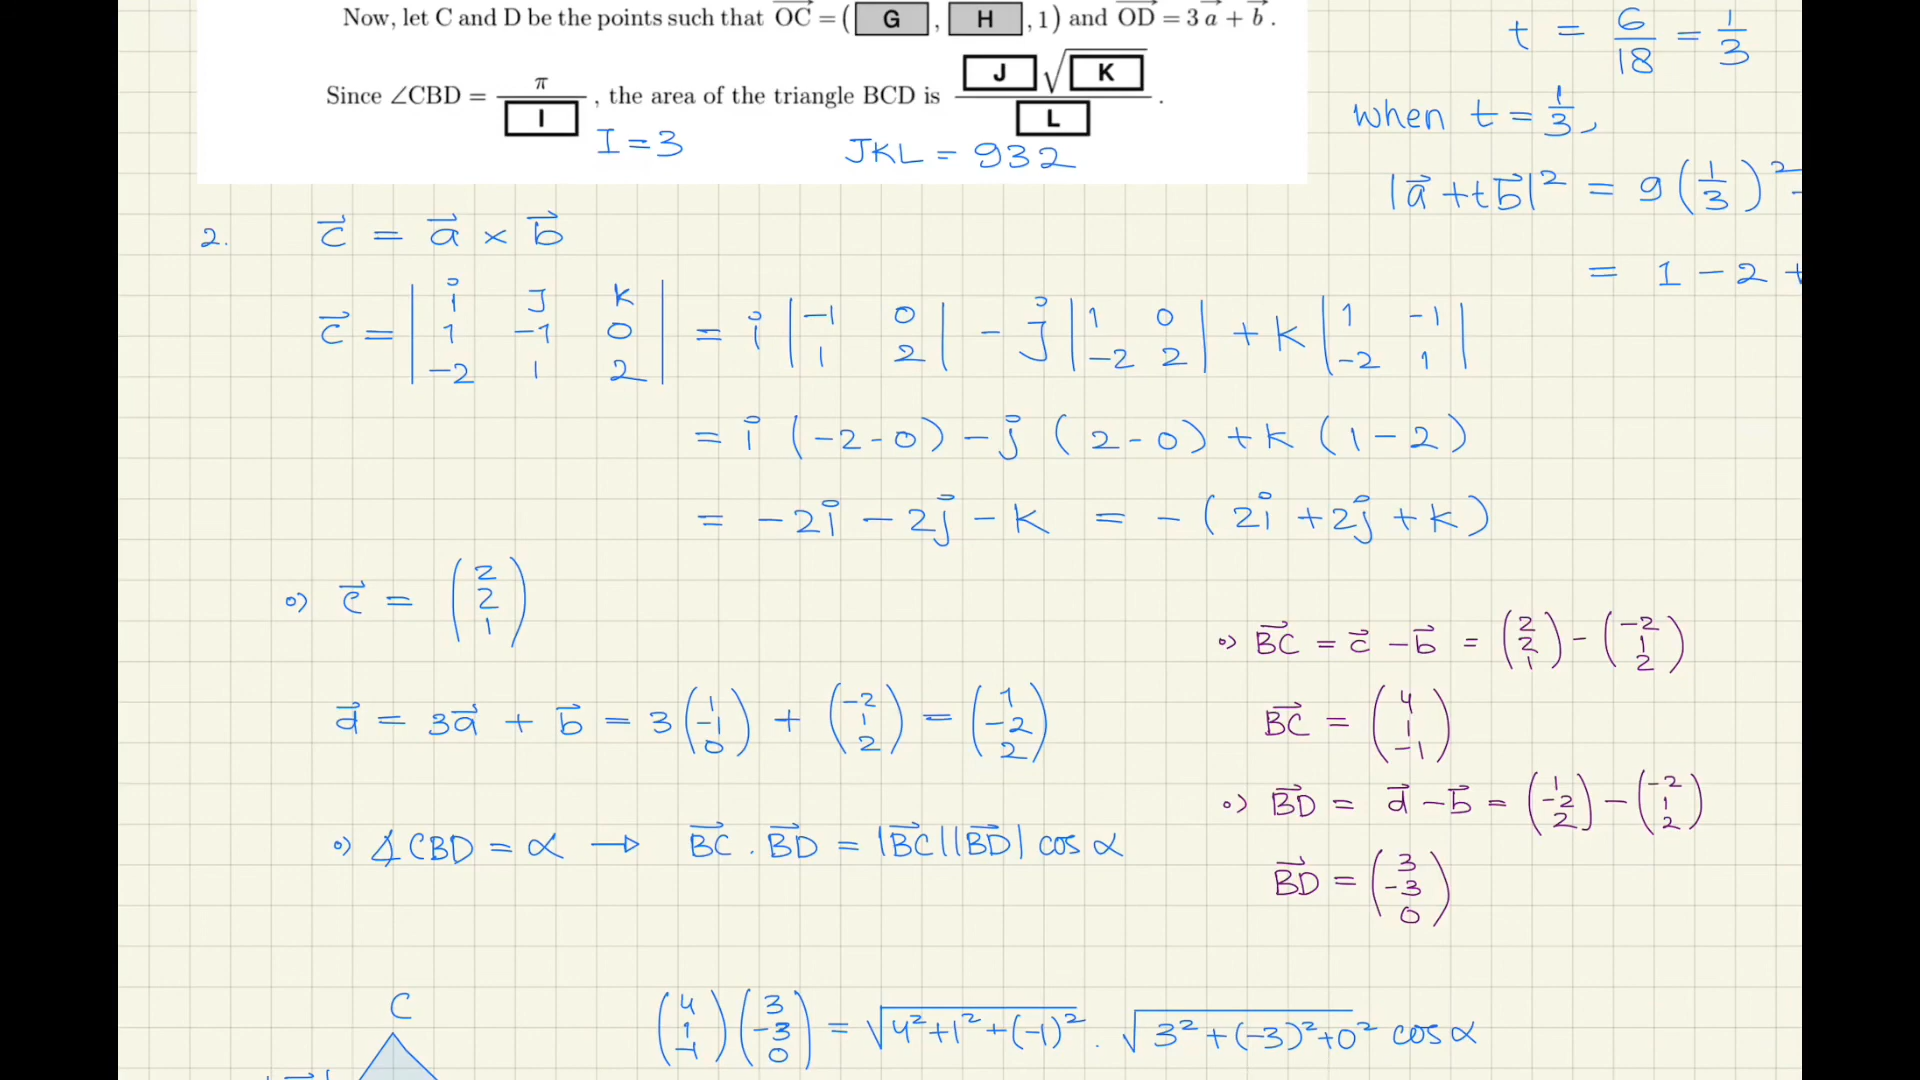 Now, let C and D be the points such that →OC = ( G , H , 1) and →OD = 3→a + →b .
Since ∠CBD = π / I , the area of the triangle BCD is J √K / L .
I = 3
JKL = 932
t = 6/18 = 1/3
when t = 1/3,
|→a + t→b|² = 9(1/3)² -
= 1 - 2 +
2. →c = →a × →b
→c = | i J K ; 1 -1 0 ; -2 1 2 | = i | -1 0 ; 1 2 | - j | 1 0 ; -2 2 | + k | 1 -1 ; -2 1 |
= i (-2-0) - j (2-0) + k (1-2)
= -2i - 2j - k = - (2i + 2j + k)
°) →c = (2 2 1)
→d = 3→a + →b = 3(1 -1 0) + (-2 1 2) = (1 -2 2)
°) ∡CBD = α → →BC . →BD = |→BC||→BD| cos α
°) →BC = →c - →b = (2 2 1) - (-2 1 2)
→BC = (4 1 -1)
°) →BD = →d - →b = (1 -2 2) - (-2 1 2)
→BD = (3 -3 0)
C
(4 1 -1)(3 -3 0) = √4²+1²+(-1)² . √3²+(-3)²+0² cos α